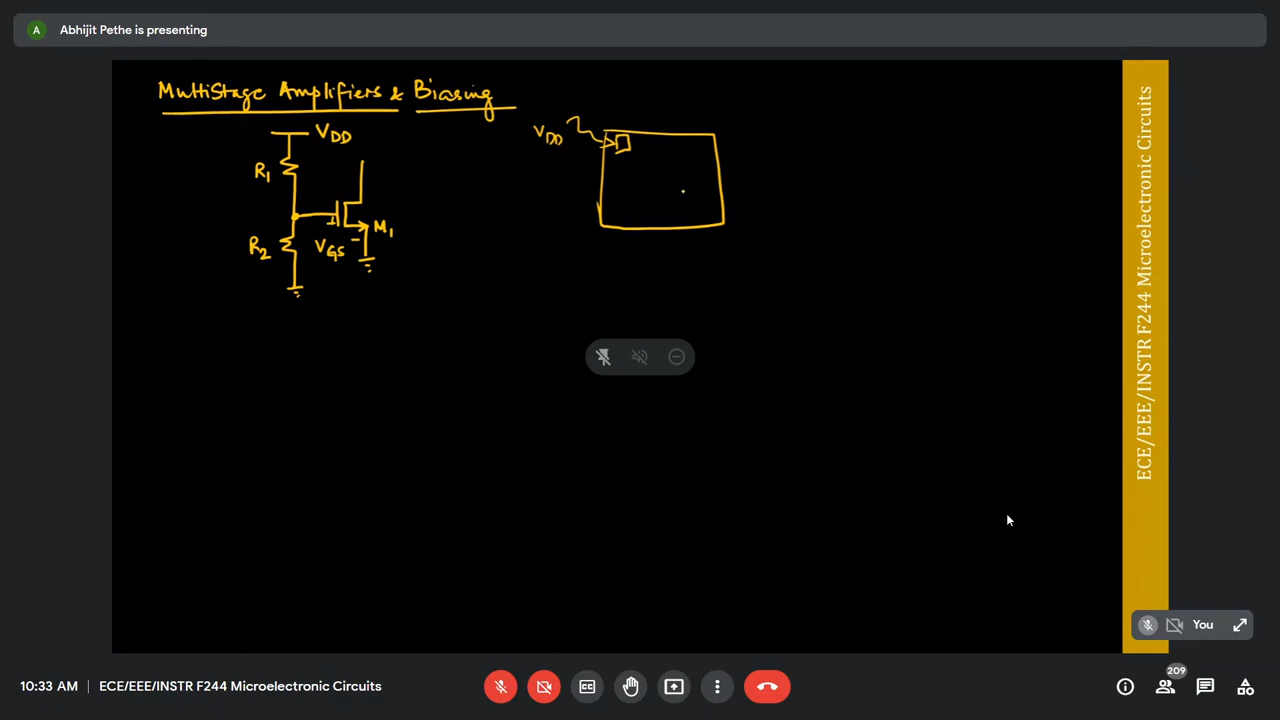 A Abhijit Pethe is presenting
MultiStage Amplifiers & Biasing
VDD
R1
M1
R2
VGS
VDD
ECE/EEE/INSTR F244 Microelectronic Circuits
You
10:33 AM | ECE/EEE/INSTR F244 Microelectronic Circuits
CC
209